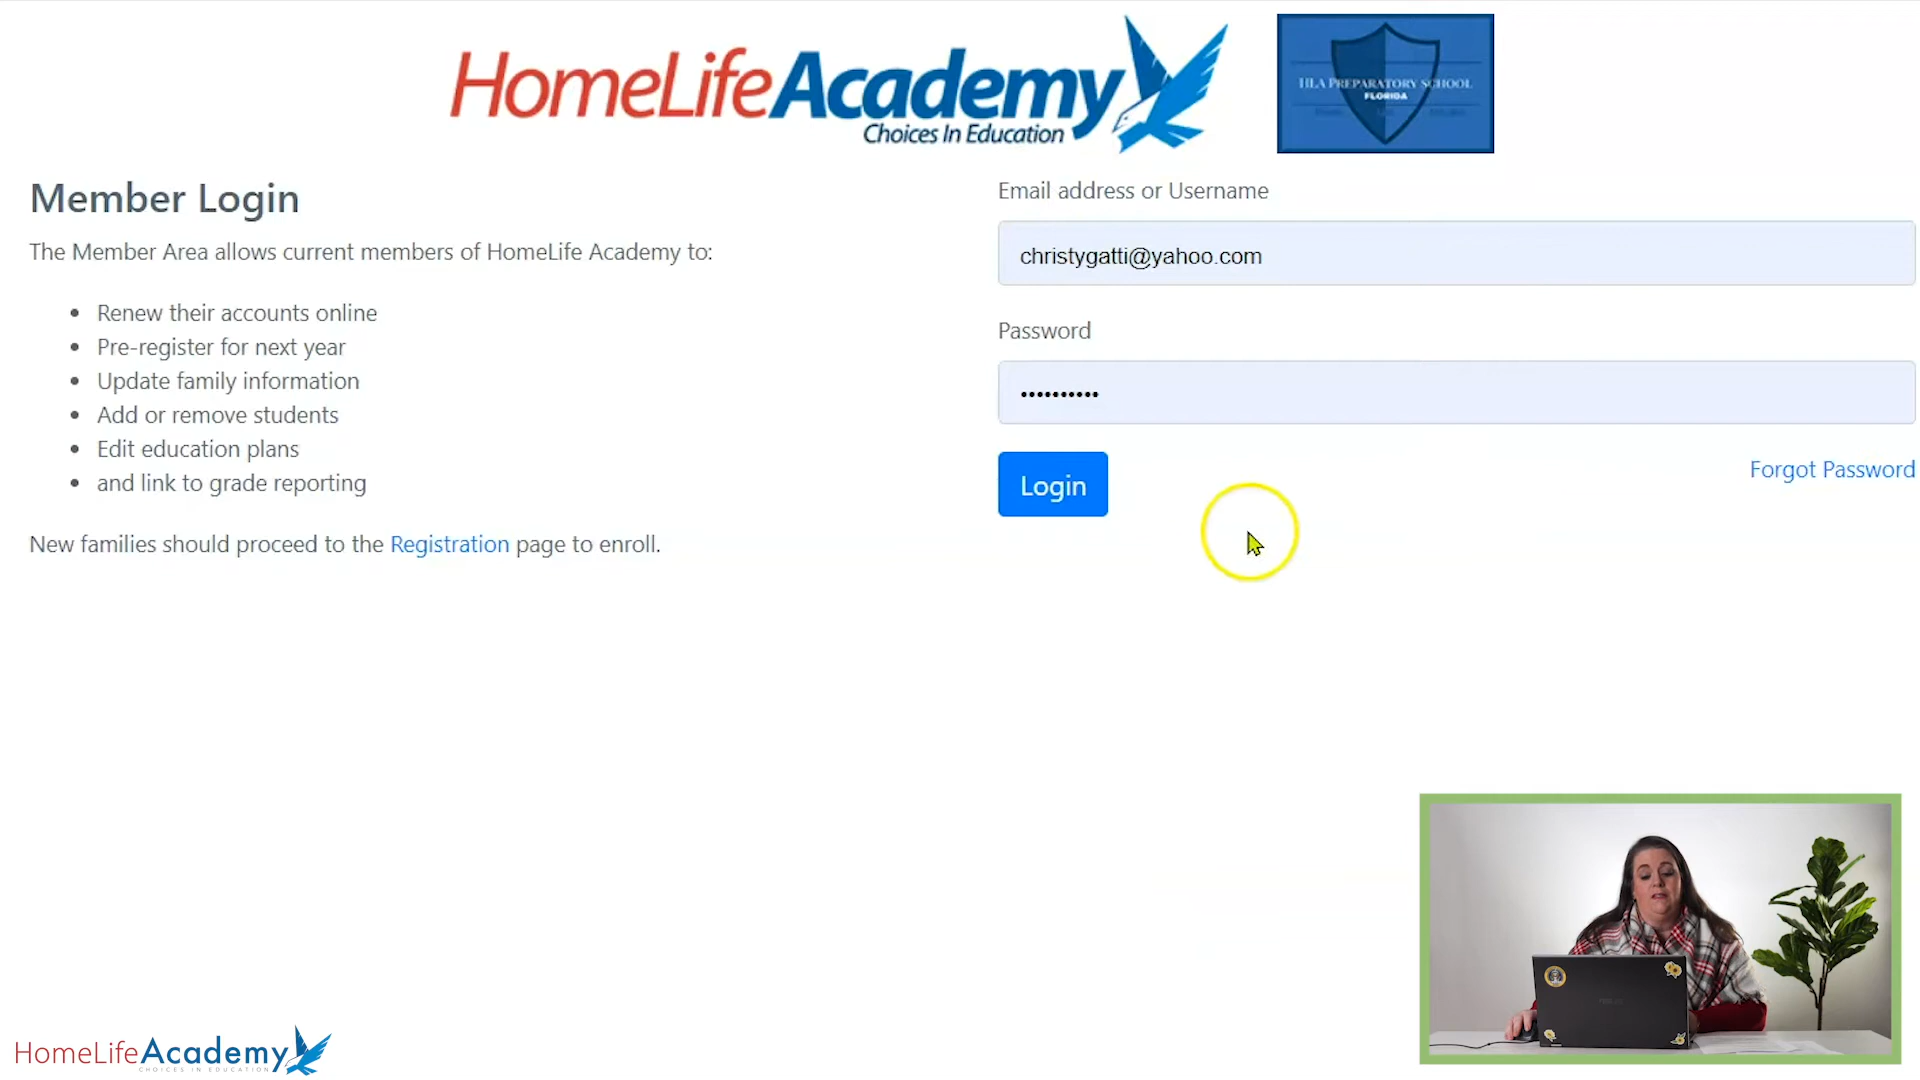 HomeLifeAcademy
Choices In Education
HLA PREPARATORY SCHOOL
FLORIDA
Member Login
The Member Area allows current members of HomeLife Academy to:
• Renew their accounts online
• Pre-register for next year
• Update family information
• Add or remove students
• Edit education plans
• and link to grade reporting
New families should proceed to the Registration page to enroll.
Email address or Username
christygatti@yahoo.com
Password
••••••••••
Login
Forgot Password
HomeLifeAcademy
CHOICES IN EDUCATION